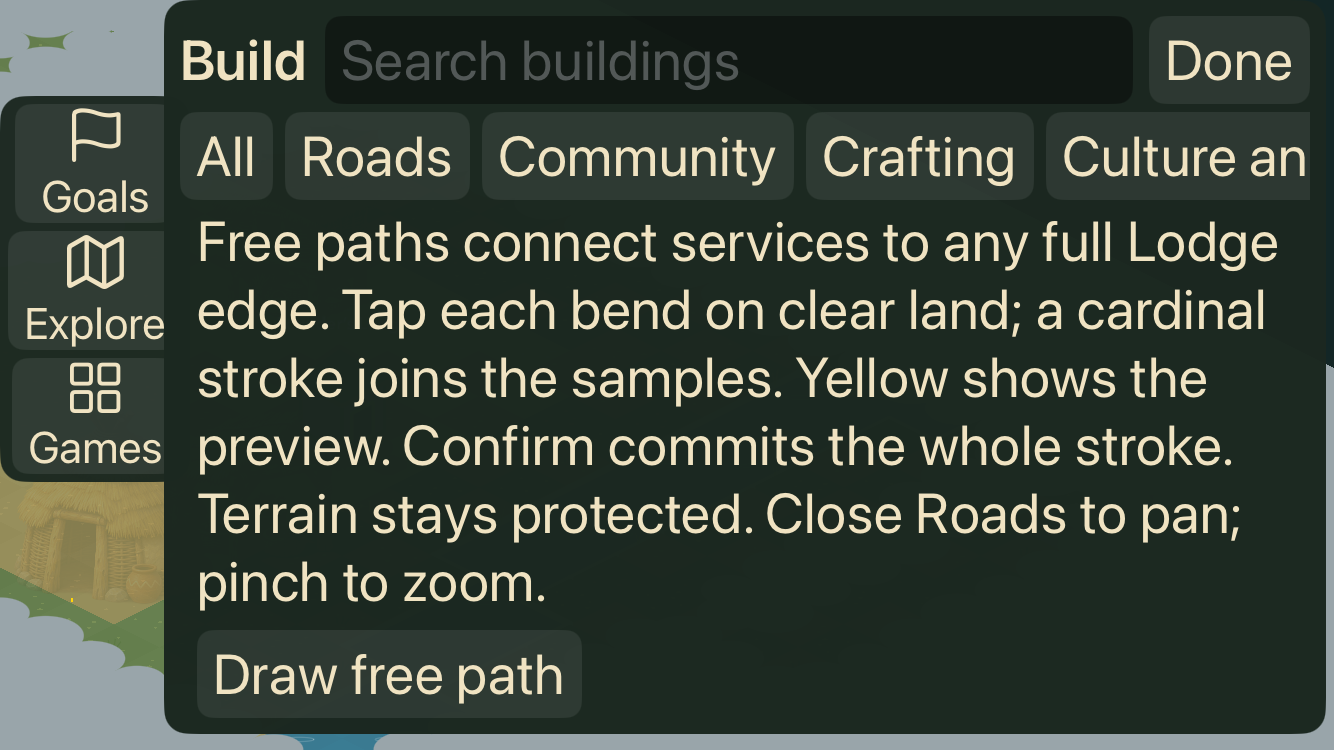 Build
Search buildings
Done
All
Roads
Community
Crafting
Culture an
Goals
Explore
Games
Free paths connect services to any full Lodge
edge. Tap each bend on clear land; a cardinal
stroke joins the samples. Yellow shows the
preview. Confirm commits the whole stroke.
Terrain stays protected. Close Roads to pan;
pinch to zoom.
Draw free path